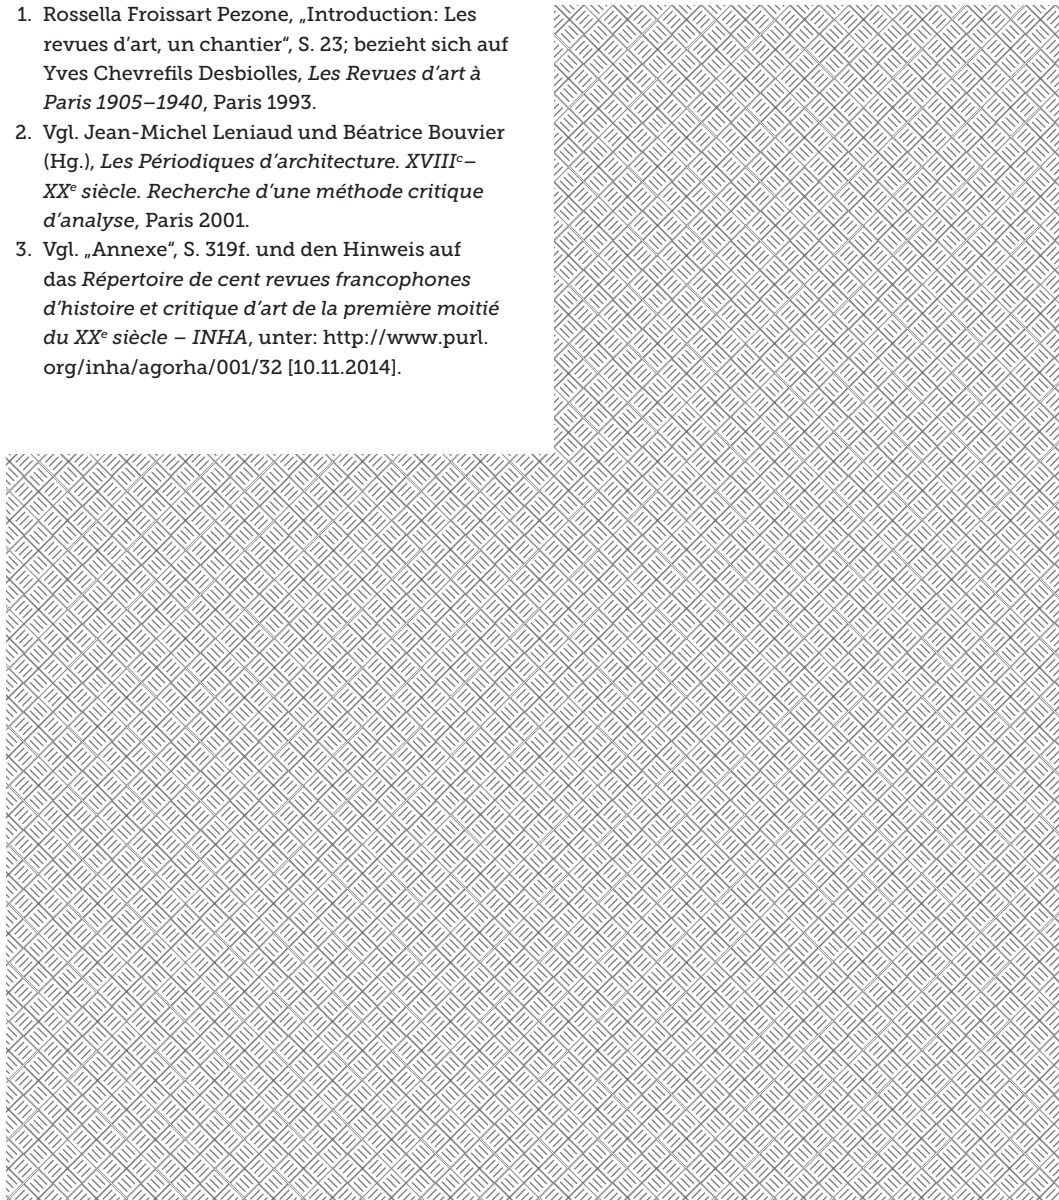 1. Rossella Froissart Pezone, „Introduction: Les
revues d’art, un chantier“, S. 23; bezieht sich auf
Yves Chevrefils Desbiolles, Les Revues d’art à
Paris 1905–1940, Paris 1993.
2. Vgl. Jean-Michel Leniaud und Béatrice Bouvier
(Hg.), Les Périodiques d’architecture. XVIIIᶜ–
XXᵉ siècle. Recherche d’une méthode critique
d’analyse, Paris 2001.
3. Vgl. „Annexe“, S. 319f. und den Hinweis auf
das Répertoire de cent revues francophones
d’histoire et critique d’art de la première moitié
du XXᵉ siècle – INHA, unter: http://www.purl.
org/inha/agorha/001/32 [10.11.2014].